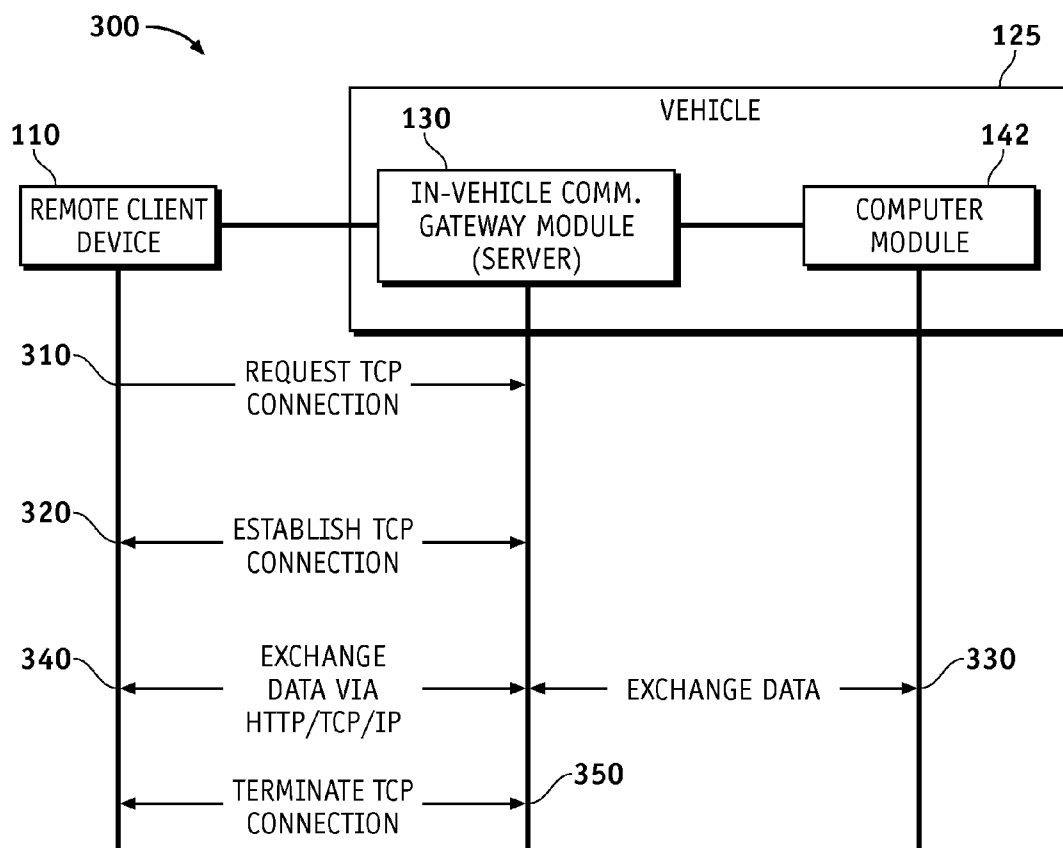 300
125
VEHICLE
110
130
142
REMOTE CLIENT
DEVICE
IN-VEHICLE COMM.
GATEWAY MODULE
(SERVER)
COMPUTER
MODULE
310
REQUEST TCP
CONNECTION
320
ESTABLISH TCP
CONNECTION
340
EXCHANGE
DATA VIA
HTTP/TCP/IP
EXCHANGE DATA
330
TERMINATE TCP
CONNECTION
350